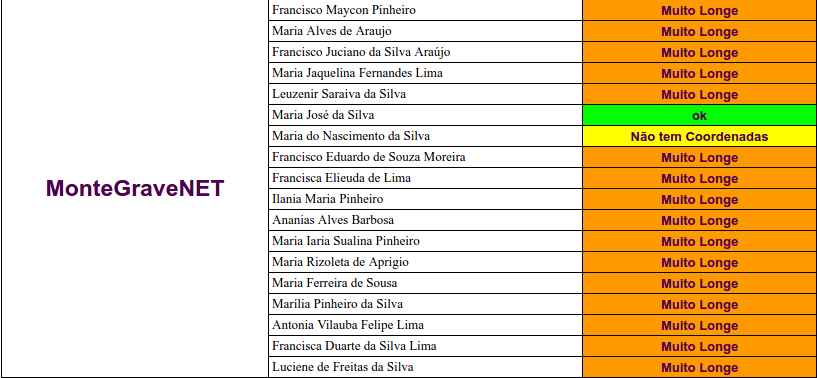 Francisco Maycon Pinheiro Muito Longe
Maria Alves de Araujo Muito Longe
Francisco Juciano da Silva Araújo Muito Longe
Maria Jaquelina Fernandes Lima Muito Longe
Leuzenir Saraiva da Silva Muito Longe
Maria José da Silva ok
Maria do Nascimento da Silva Não tem Coordenadas
Francisco Eduardo de Souza Moreira Muito Longe
Francisca Elieuda de Lima Muito Longe
MonteGraveNET
Ilania Maria Pinheiro Muito Longe
Ananias Alves Barbosa Muito Longe
Maria Iaria Sualina Pinheiro Muito Longe
Maria Rizoleta de Aprigio Muito Longe
Maria Ferreira de Sousa Muito Longe
Marília Pinheiro da Silva Muito Longe
Antonia Vilauba Felipe Lima Muito Longe
Francisca Duarte da Silva Lima Muito Longe
Luciene de Freitas da Silva Muito Longe